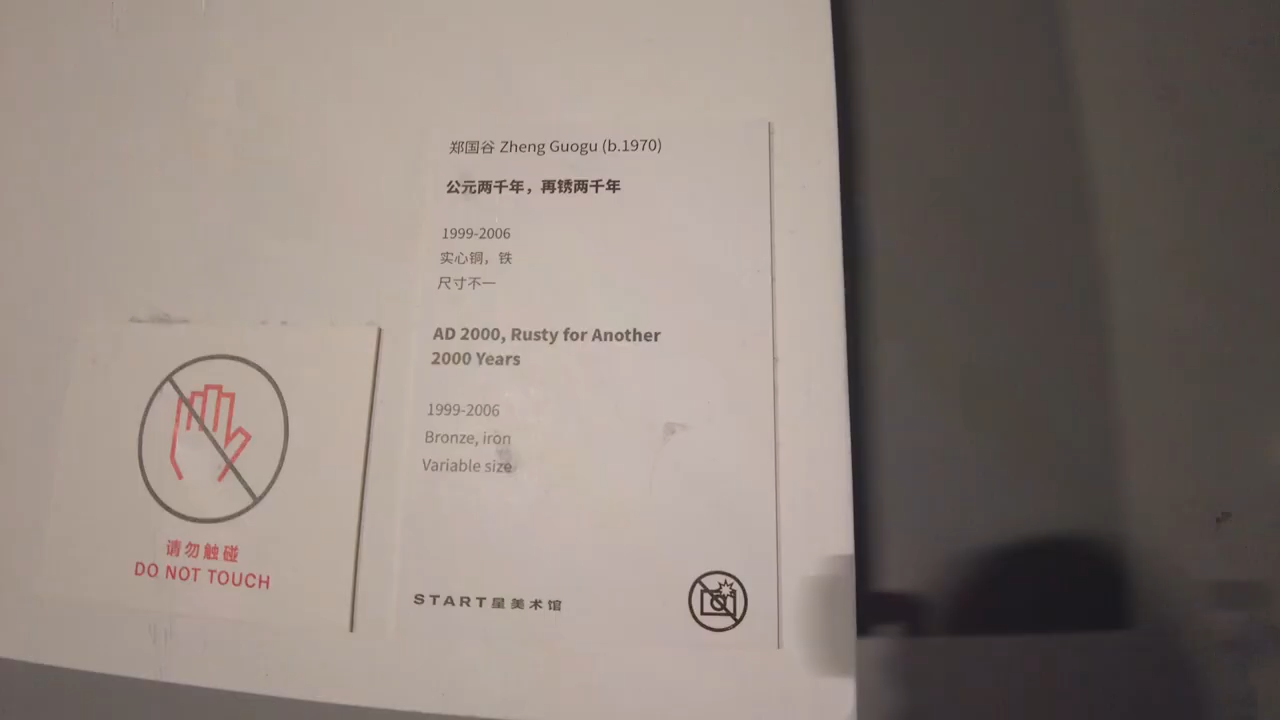 郑国谷 Zheng Guogu (b.1970)
公元两千年，再锈两千年
1999-2006
实心铜，铁
尺寸不一
AD 2000, Rusty for Another
2000 Years
1999-2006
Bronze, iron
Variable size
START星美术馆
请勿触碰
DO NOT TOUCH